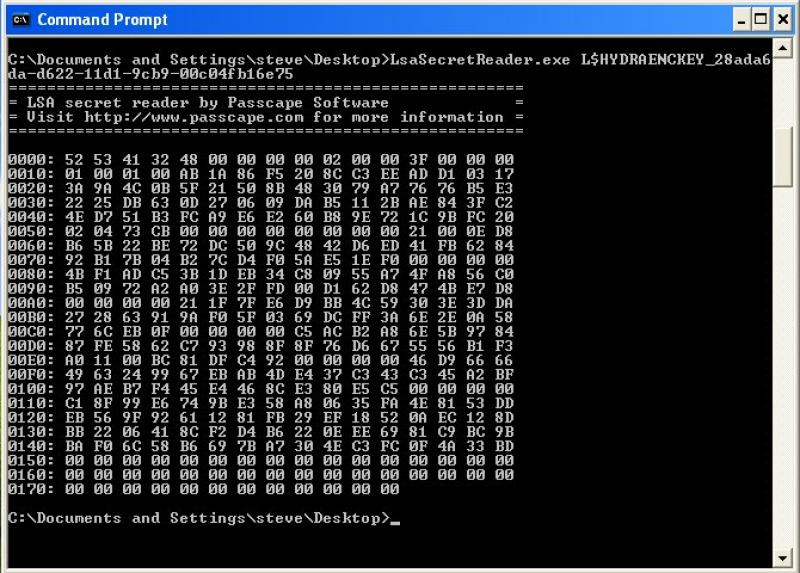 Command Prompt
C:\Documents and Settings\steve\Desktop>LsaSecretReader.exe L$HYDRAENCKEY_28ada6
da-d622-11d1-9cb9-00c04fb16e75
====================================================
= LSA secret reader by Passcape Software            =
= Visit http://www.passcape.com for more information =
====================================================
0000: 52 53 41 32 48 00 00 00 00 02 00 00 3F 00 00 00
0010: 01 00 01 00 AB 1A 86 F5 20 8C C3 EE AD D1 03 17
0020: 3A 9A 4C 0B 5F 21 50 8B 48 30 79 A7 76 76 B5 E3
0030: 22 25 DB 63 0D 27 06 09 DA B5 11 2B AE 84 3F C2
0040: 4E D7 51 B3 FC A9 E6 E2 60 B8 9E 72 1C 9B FC 20
0050: 02 04 73 CB 00 00 00 00 00 00 00 00 21 00 0E D8
0060: B6 5B 22 BE 72 DC 50 9C 48 42 D6 ED 41 FB 62 84
0070: 92 B1 7B 04 B2 7C D4 F0 5A E5 1E F0 00 00 00 00
0080: 4B F1 AD C5 3B 1D EB 34 C8 09 55 A7 4F A8 56 C0
0090: B5 09 72 A2 A0 3E 2F FD 00 D1 62 D8 47 4B E7 D8
00A0: 00 00 00 00 21 1F 7F E6 D9 BB 4C 59 30 3E 3D DA
00B0: 27 28 63 91 9A F0 5F 03 69 DC FF 3A 6E 2E 0A 58
00C0: 77 6C EB 0F 00 00 00 00 C5 AC B2 A8 6E 5B 97 84
00D0: 87 FE 58 62 C7 93 98 8F 8F 76 D6 67 55 56 B1 F3
00E0: A0 11 00 BC 81 DF C4 92 00 00 00 00 46 D9 66 66
00F0: 49 63 24 99 67 EB AB 4D E4 37 C3 43 C3 45 A2 BF
0100: 97 AE B7 F4 45 E4 46 8C E3 80 E5 C5 00 00 00 00
0110: C1 8F 99 E6 74 9B E3 58 A8 06 35 FA 4E 81 53 DD
0120: EB 56 9F 92 61 12 81 FB 29 EF 18 52 0A EC 12 8D
0130: BB 22 06 41 8C F2 D4 B6 22 0E EE 69 81 C9 BC 9B
0140: BA F0 6C 58 B6 69 7B A7 30 4E C3 FC 0F 4A 33 BD
0150: 00 00 00 00 00 00 00 00 00 00 00 00 00 00 00 00
0160: 00 00 00 00 00 00 00 00 00 00 00 00 00 00 00 00
0170: 00 00 00 00 00 00 00 00 00 00 00 00
C:\Documents and Settings\steve\Desktop>_